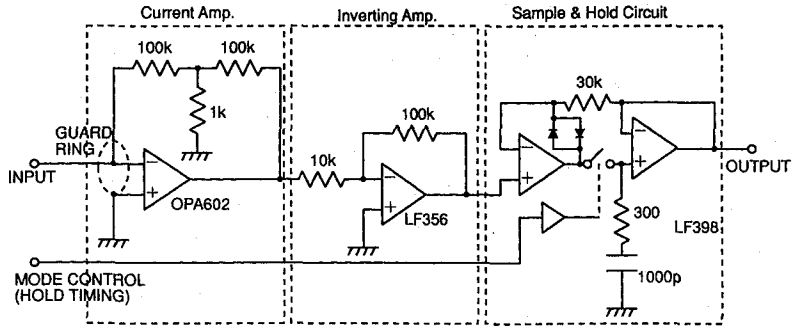 Current Amp.
Inverting Amp.
Sample & Hold Circuit
100k
100k
1k
GUARD
RING
INPUT
OPA602
10k
100k
LF356
30k
OUTPUT
300
LF398
1000p
MODE CONTROL
(HOLD TIMING)